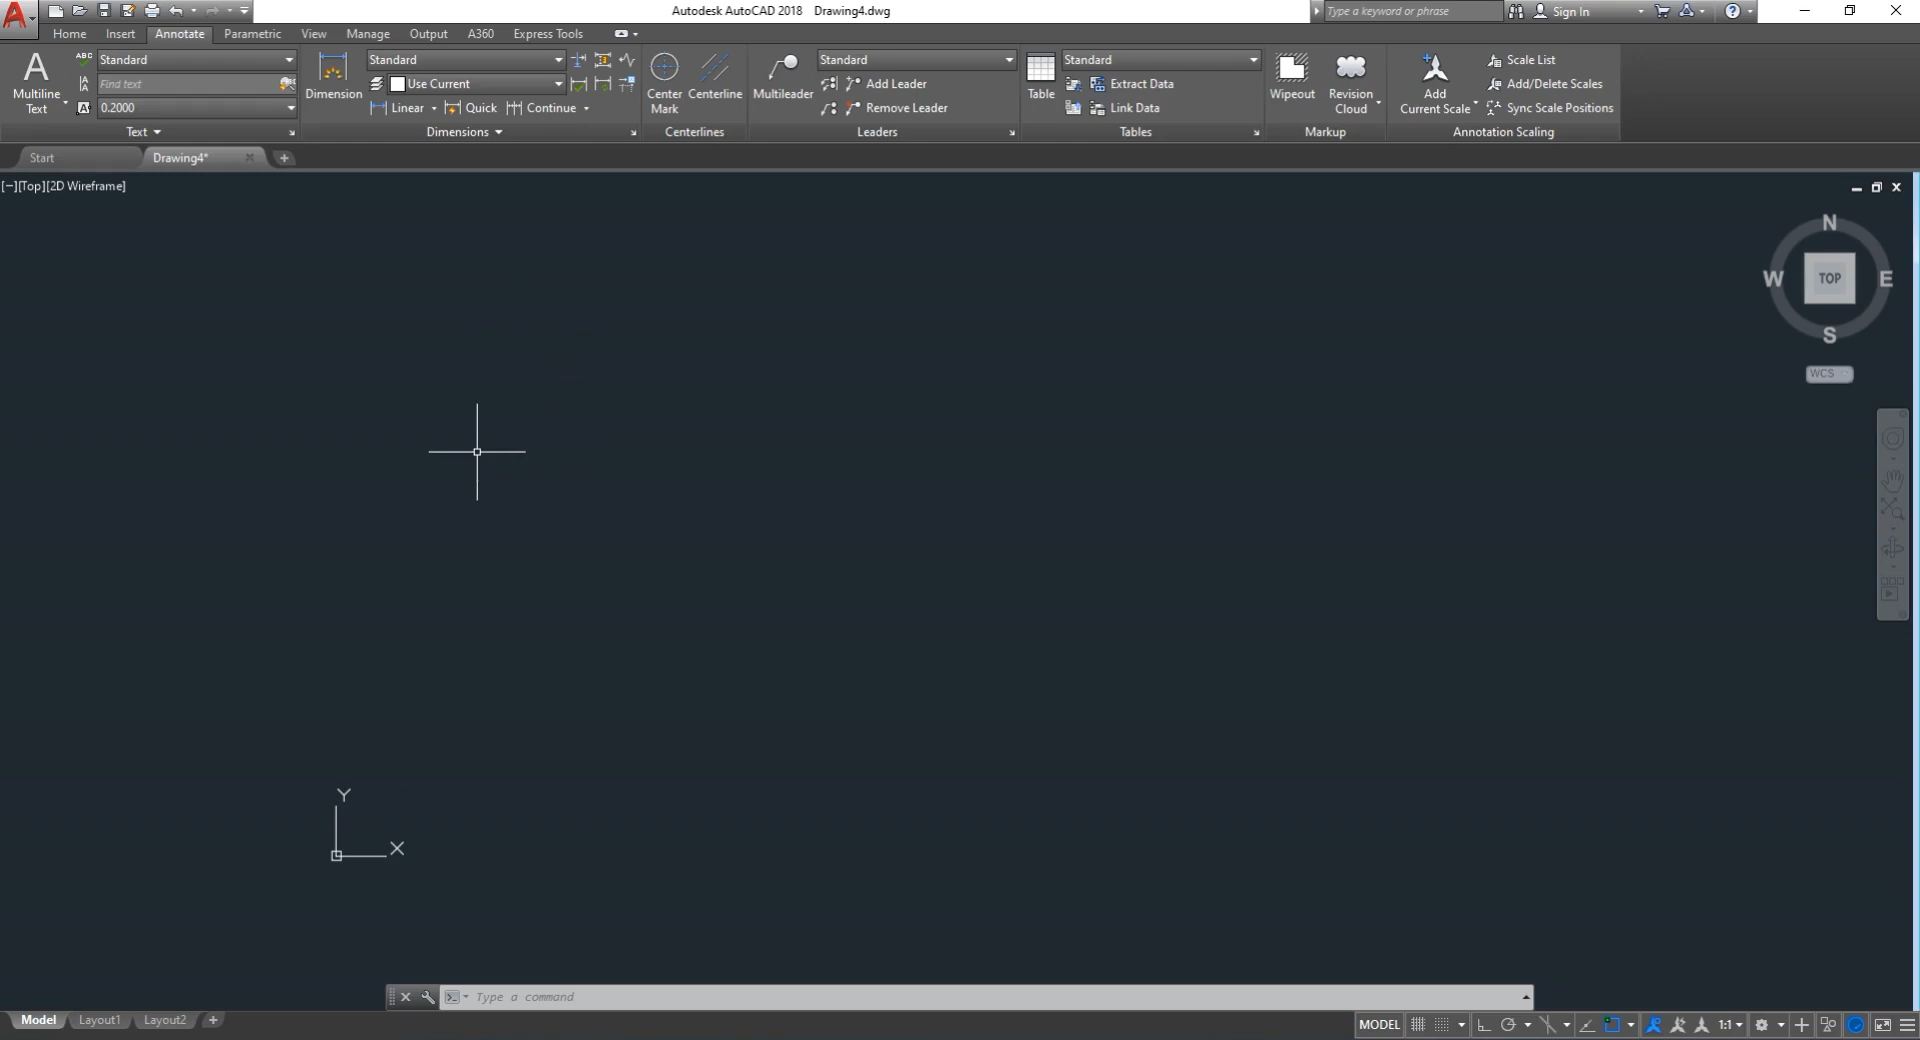 Autodesk AutoCAD 2018 Drawing4.dwg
Type a keyword or phrase
Sign In
Home Insert Annotate Parametric View Manage Output A360 Express Tools
A
Multiline
Text
ABC
Standard
Find text
0.2000
Text
Dimension
Standard
Use Current
Linear Quick Continue
Dimensions
Center
Mark
Centerline
Centerlines
Multileader
Standard
Add Leader
Remove Leader
Leaders
Table
Standard
Extract Data
Link Data
Tables
Wipeout
Revision
Cloud
Markup
Add
Current Scale
Scale List
Add/Delete Scales
Sync Scale Positions
Annotation Scaling
Start
Drawing4*
[−][Top][2D Wireframe]
N
W TOP E
S
WCS
Y
X
Type a command
Model Layout1 Layout2
MODEL
1:1